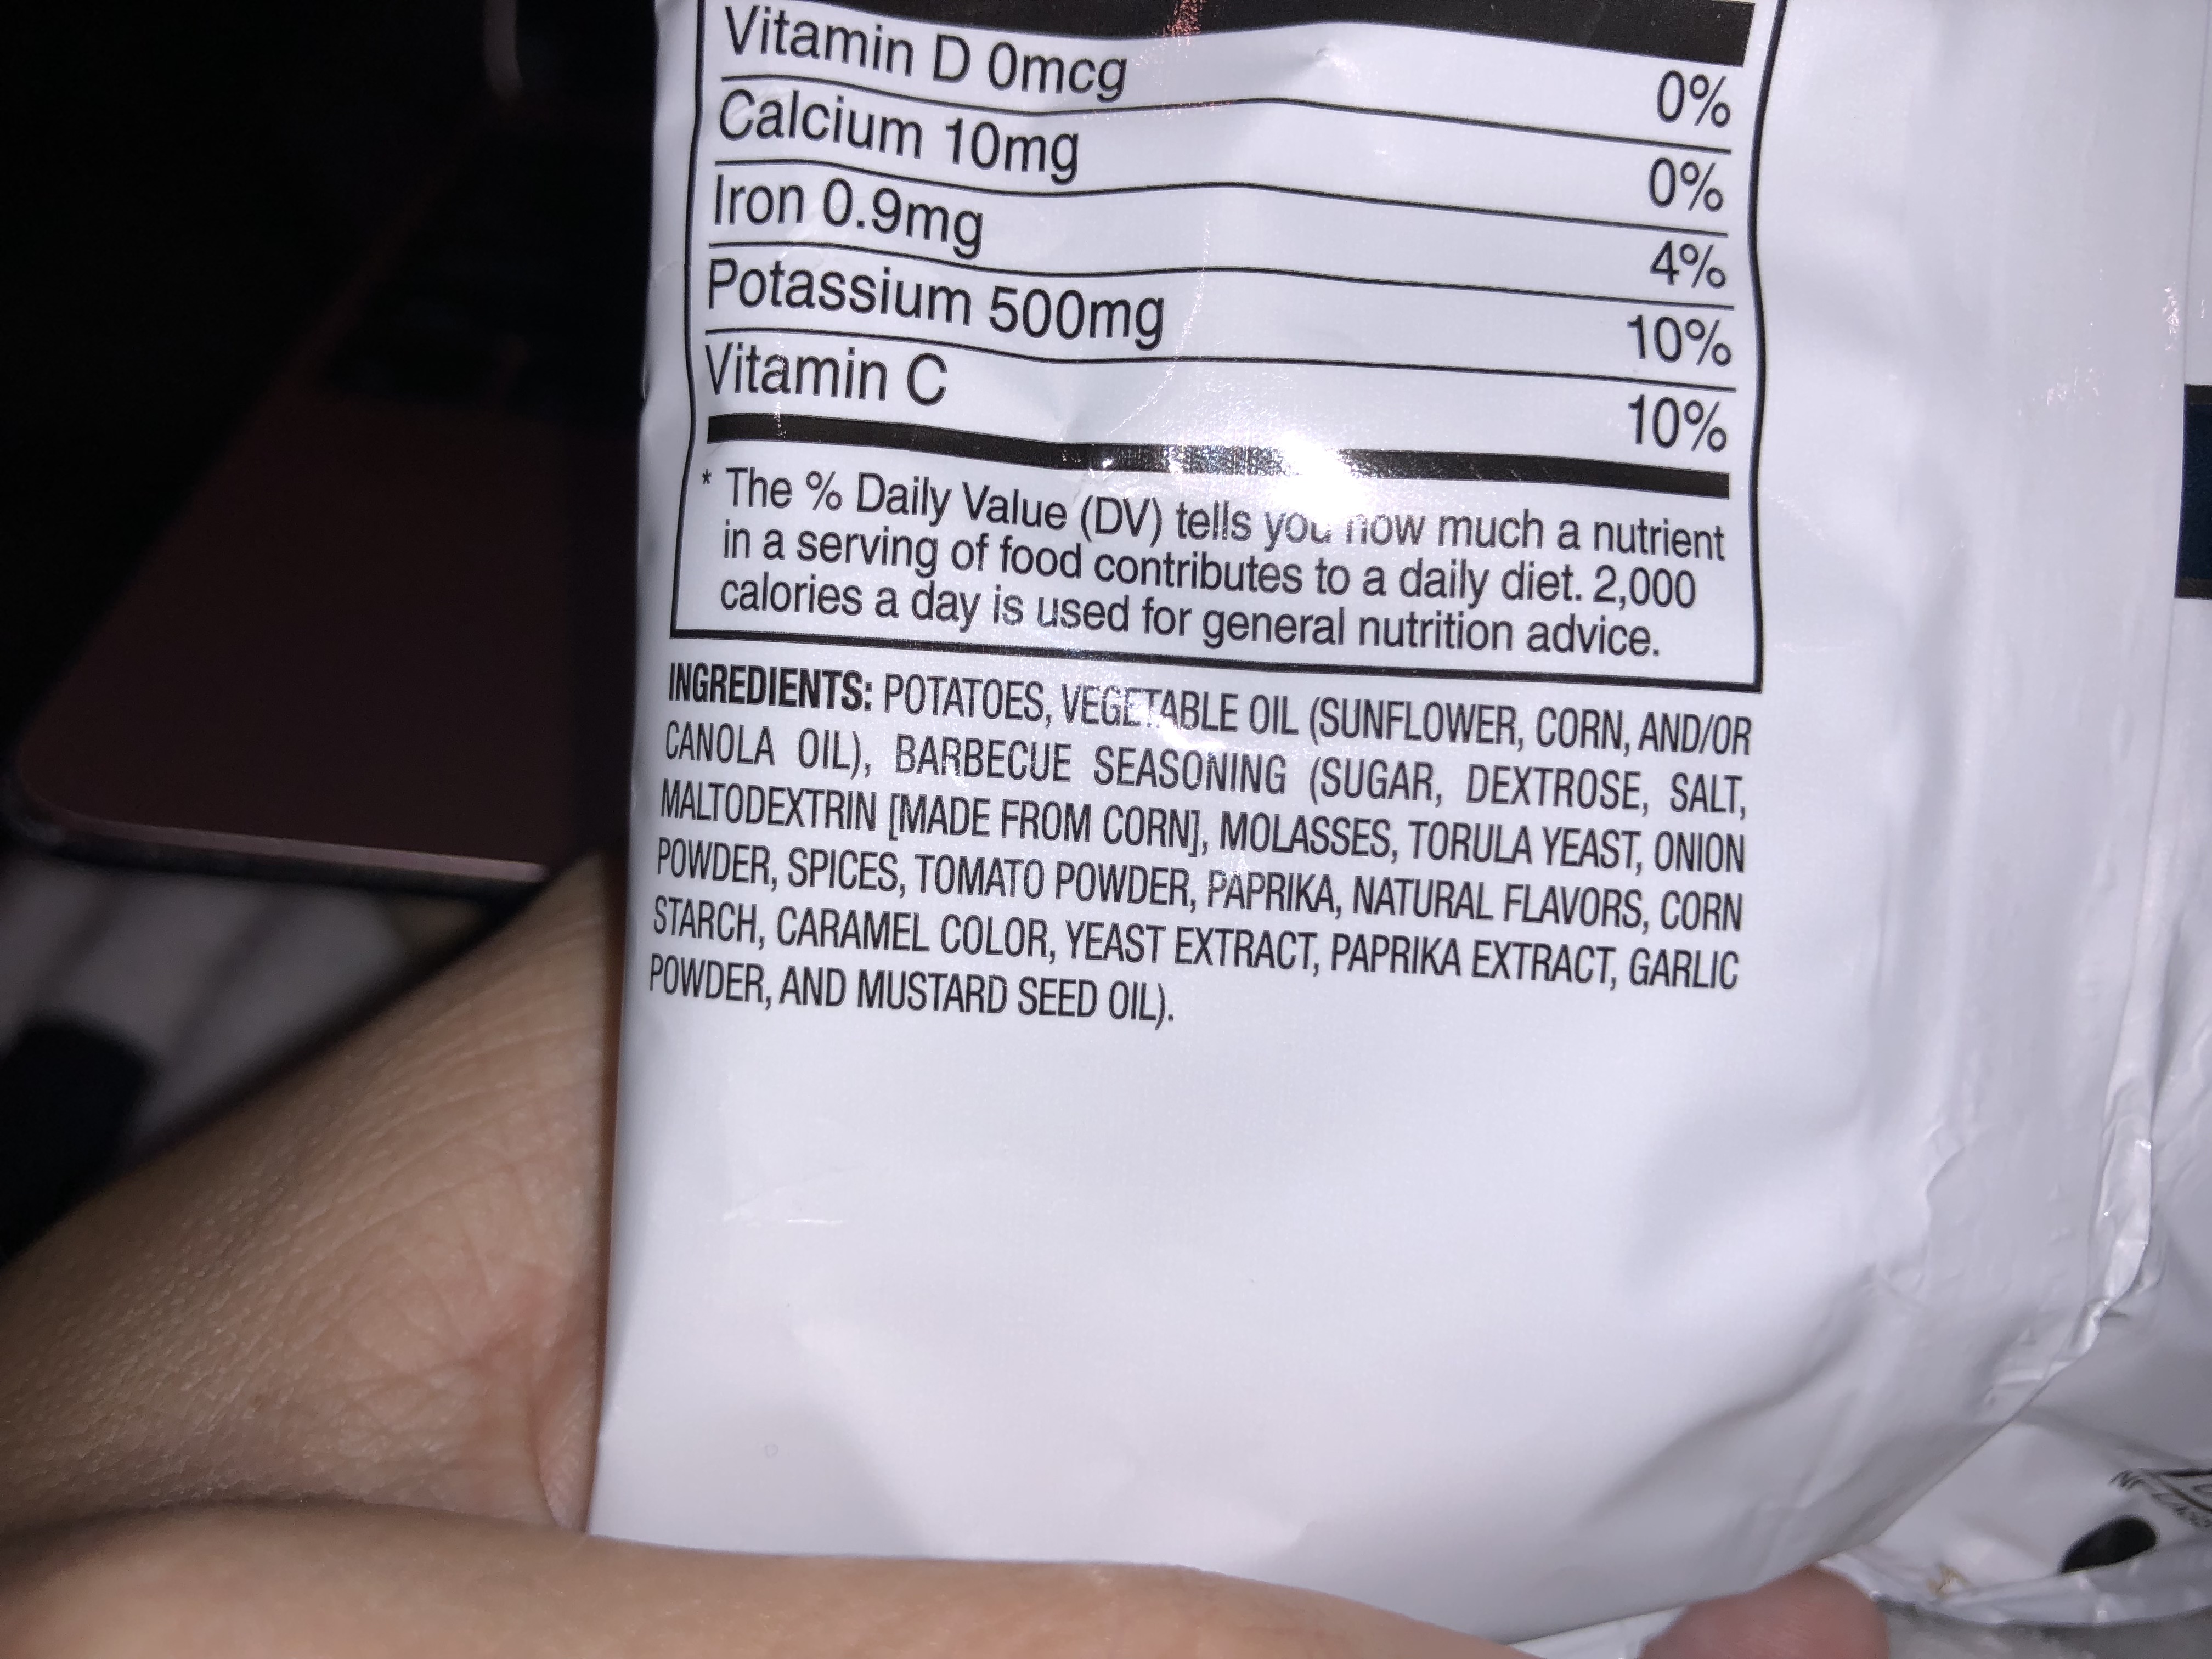 Vitamin D 0mcg 0%
Calcium 10mg 0%
Iron 0.9mg 4%
Potassium 500mg 10%
Vitamin C 10%
* The % Daily Value (DV) tells you how much a nutrient
in a serving of food contributes to a daily diet. 2,000
calories a day is used for general nutrition advice.
INGREDIENTS: POTATOES, VEGETABLE OIL (SUNFLOWER, CORN, AND/OR
CANOLA OIL), BARBECUE SEASONING (SUGAR, DEXTROSE, SALT,
MALTODEXTRIN [MADE FROM CORN], MOLASSES, TORULA YEAST, ONION
POWDER, SPICES, TOMATO POWDER, PAPRIKA, NATURAL FLAVORS, CORN
STARCH, CARAMEL COLOR, YEAST EXTRACT, PAPRIKA EXTRACT, GARLIC
POWDER, AND MUSTARD SEED OIL).